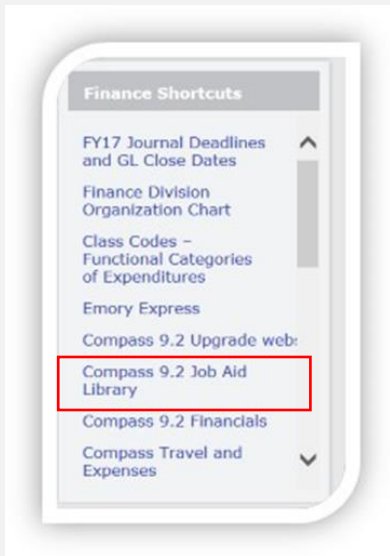 Finance Shortcuts
FY17 Journal Deadlines
and GL Close Dates
Finance Division
Organization Chart
Class Codes –
Functional Categories
of Expenditures
Emory Express
Compass 9.2 Upgrade webs
Compass 9.2 Job Aid
Library
Compass 9.2 Financials
Compass Travel and
Expenses